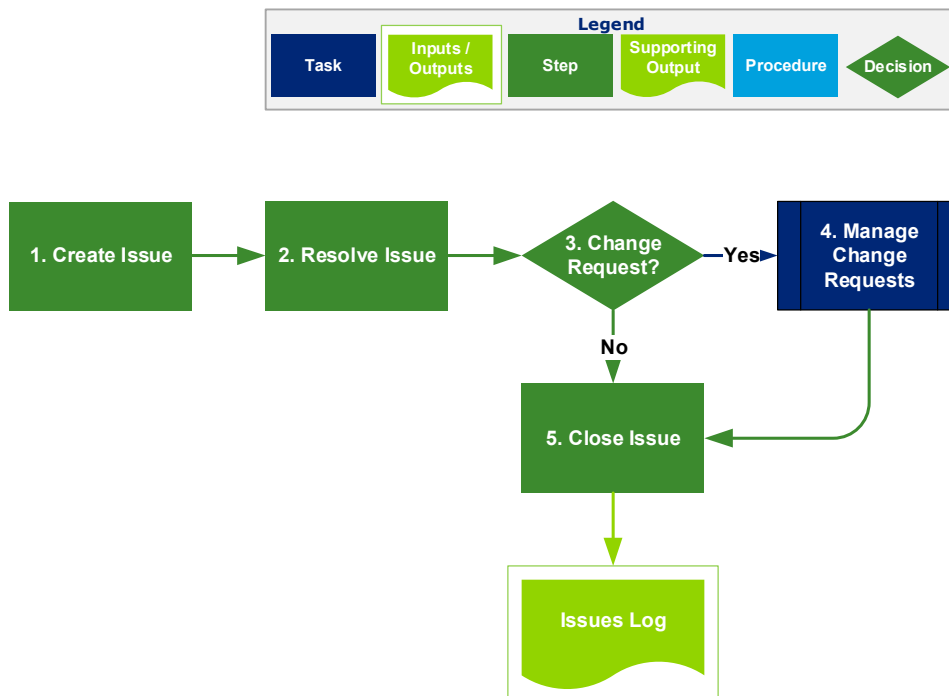 Legend
Task
Inputs /
Outputs
Step
Supporting
Output
Procedure
Decision
1. Create Issue
2. Resolve Issue
3. Change
Request?
Yes
4. Manage
Change
Requests
No
5. Close Issue
Issues Log